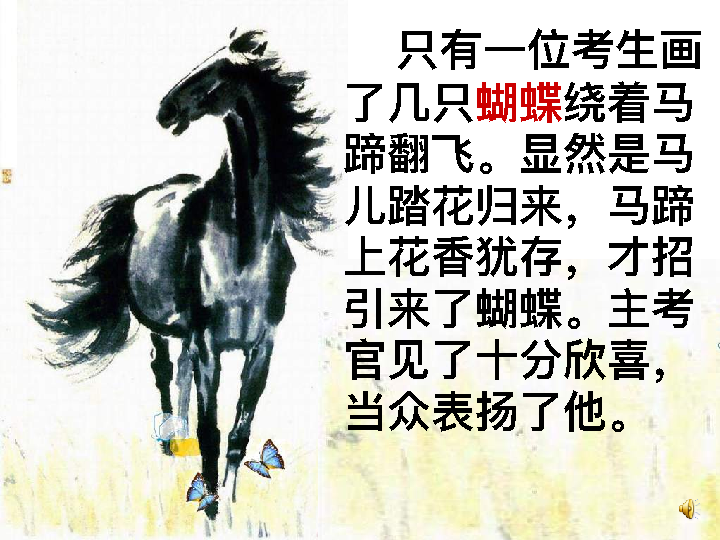 只有一位考生画
了几只蝴蝶绕着马
蹄翻飞。显然是马
儿踏花归来，马蹄
上花香犹存，才招
引来了蝴蝶。主考
官见了十分欣喜，
当众表扬了他。